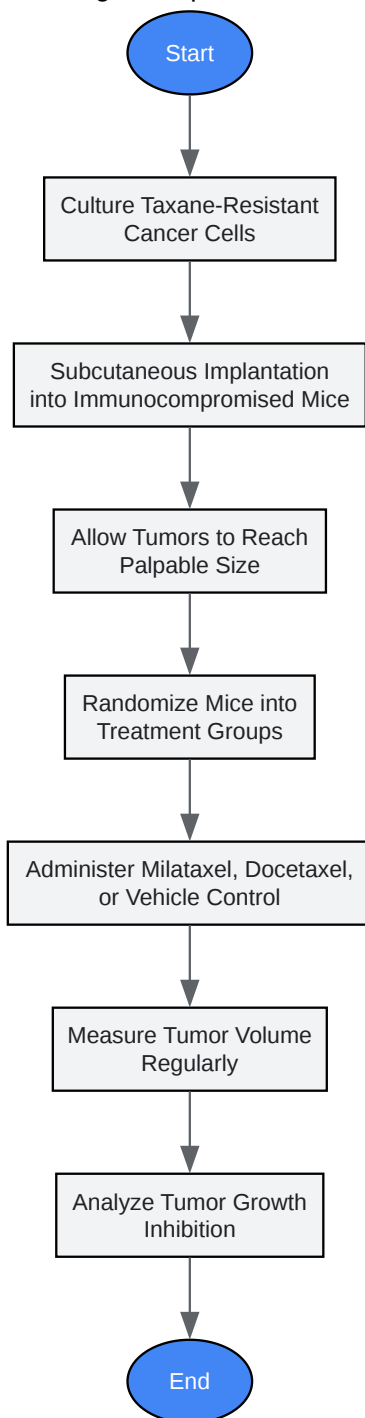 Start
Culture Taxane-Resistant
Cancer Cells
Subcutaneous Implantation
into Immunocompromised Mice
Allow Tumors to Reach
Palpable Size
Randomize Mice into
Treatment Groups
Administer Milataxel, Docetaxel,
or Vehicle Control
Measure Tumor Volume
Regularly
Analyze Tumor Growth
Inhibition
End